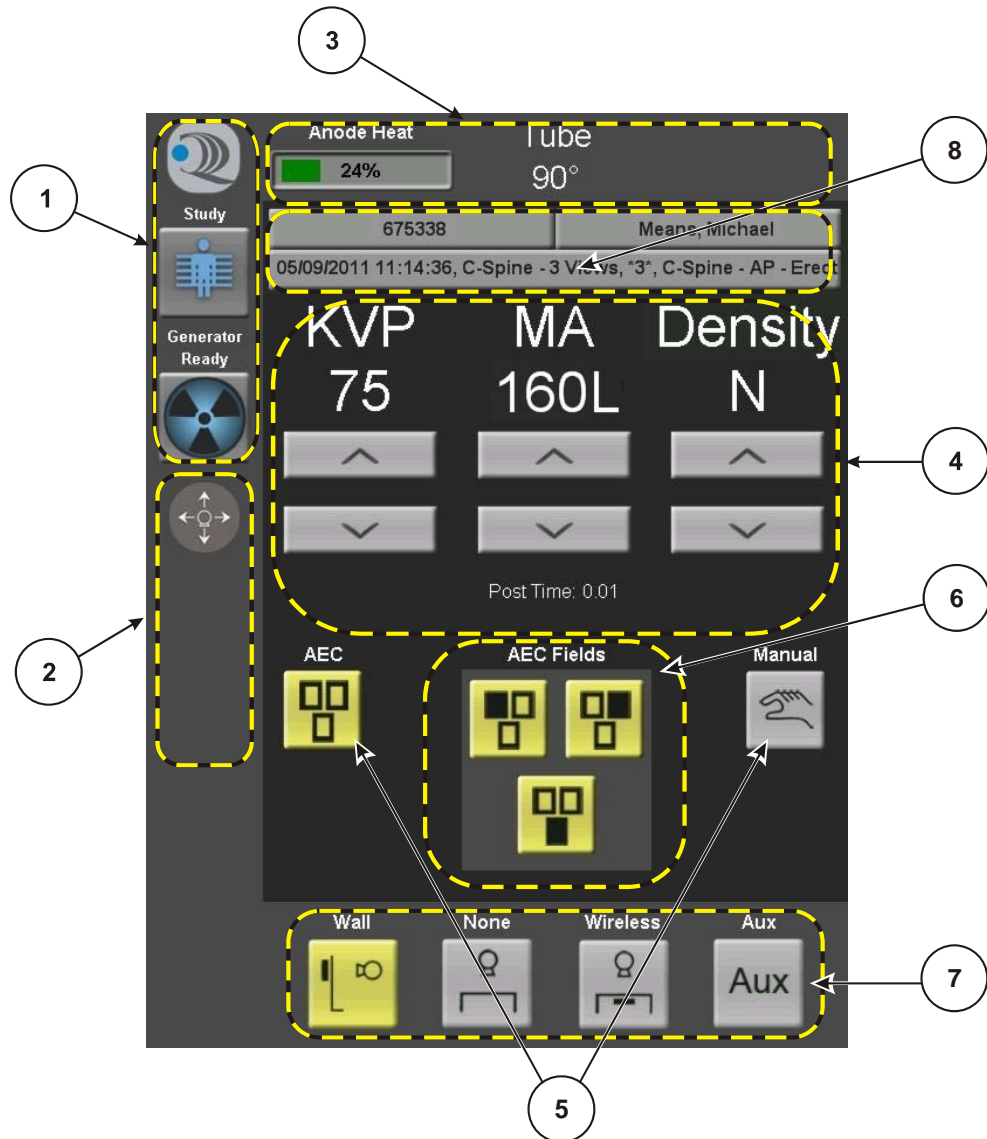 3
Anode Heat
Tube
24%
90°
8
1
Study
675338
Means, Michael
05/09/2011 11:14:36, C-Spine - 3 Views, *3*, C-Spine - AP - Erect
Generator
Ready
KVP
MA
Density
75
160L
N
4
Post Time: 0.01
6
2
AEC
AEC Fields
Manual
Wall
None
Wireless
Aux
Aux
7
5